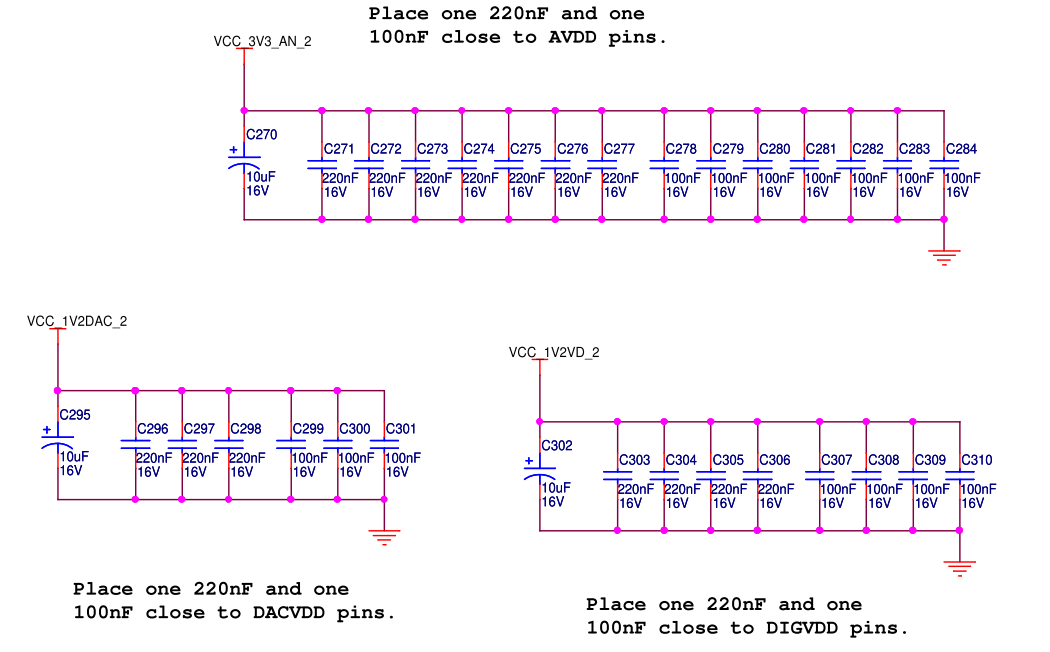 Place one 220nF and one
100nF close to AVDD pins.
VCC_3V3_AN_2
C270
+
C271 C272 C273 C274 C275 C276 C277 C278 C279 C280 C281 C282 C283 C284
10uF 220nF 220nF 220nF 220nF 220nF 220nF 220nF 100nF 100nF 100nF 100nF 100nF 100nF 100nF
16V 16V 16V 16V 16V 16V 16V 16V 16V 16V 16V 16V 16V 16V 16V
VCC_1V2DAC_2
C295
+
C296 C297 C298 C299 C300 C301
10uF 220nF 220nF 220nF 100nF 100nF 100nF
16V 16V 16V 16V 16V 16V 16V
Place one 220nF and one
100nF close to DACVDD pins.
VCC_1V2VD_2
C302
+
C303 C304 C305 C306 C307 C308 C309 C310
10uF 220nF 220nF 220nF 220nF 100nF 100nF 100nF 100nF
16V 16V 16V 16V 16V 16V 16V 16V 16V
Place one 220nF and one
100nF close to DIGVDD pins.